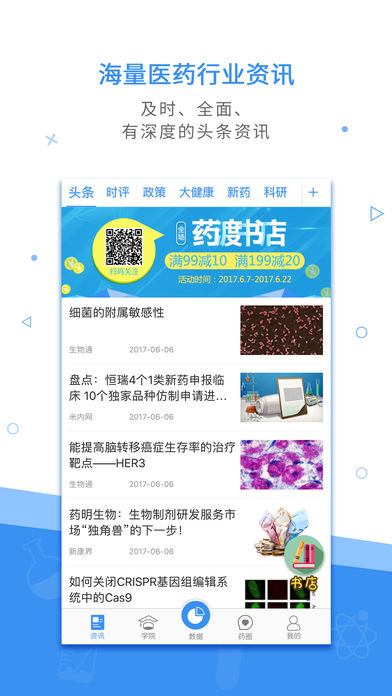 海量医药行业资讯
及时、全面、
有深度的头条资讯
头条 时评 政策 大健康 新药 科研 +
全场 药度书店
满99减10 满199减20
扫码关注
活动时间：2017.6.7-2017.6.22
细菌的附属敏感性
生物通 2017-06-06
盘点：恒瑞4个1类新药申报临
床 10个独家品种仿制申请进...
米内网 2017-06-06
能提高脑转移癌症生存率的治疗
靶点——HER3
生物通 2017-06-06
药明生物：生物制剂研发服务市
场“独角兽”的下一步！
新康界 2017-06-06
书店
如何关闭CRISPR基因组编辑系
统中的Cas9
资讯 学院 数据 药圈 我的